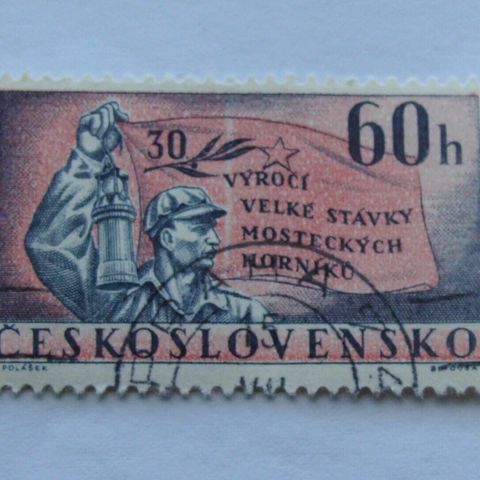 30
60h
VÝROČÍ
VELKÉ STÁVKY
MOSTECKÝCH
HORNÍKŮ
ČESKOSLOVENSKO
POLÁŠEK